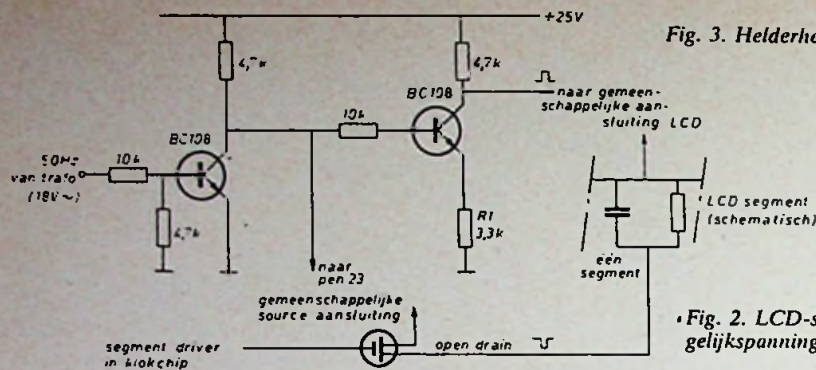 +25V
Fig. 3. Helderhe
4,7k
4,7k
BC108
BC108
naar gemeen-
schappelijke aan-
sluiting LCD
10k
50Hz
van trafo
(18V ~)
10k
4,7k
R1
3,3k
LCD segment
(schematisch)
één
segment
naar
pen 23
gemeenschappelijke
source aansluiting
segment driver
in klokchip
open drain
Fig. 2. LCD-s
gelijkspanning